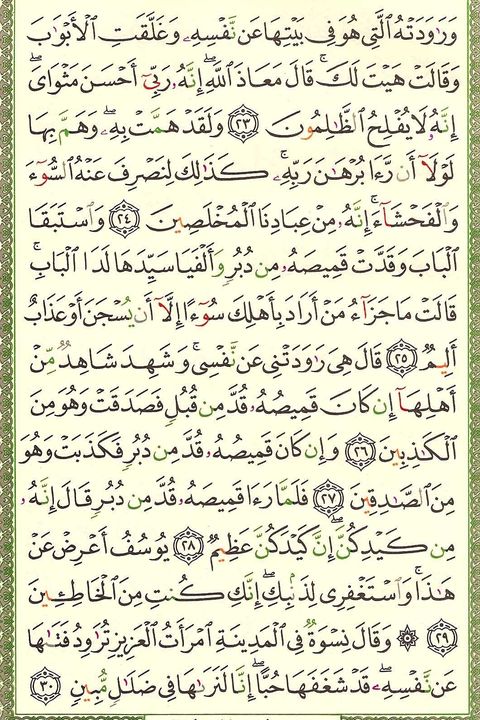 وَرَٰوَدَتْهُ ٱلَّتِى هُوَ فِى بَيْتِهَا عَن نَّفْسِهِۦ وَغَلَّقَتِ ٱلْأَبْوَٰبَ
وَقَالَتْ هَيْتَ لَكَ ۚ قَالَ مَعَاذَ ٱللَّهِ ۖ إِنَّهُۥ رَبِّىٓ أَحْسَنَ مَثْوَاىَ ۖ
إِنَّهُۥ لَا يُفْلِحُ ٱلظَّٰلِمُونَ ٢٣ وَلَقَدْ هَمَّتْ بِهِۦ ۖ وَهَمَّ بِهَا
لَوْلَآ أَن رَّءَا بُرْهَٰنَ رَبِّهِۦ ۚ كَذَٰلِكَ لِنَصْرِفَ عَنْهُ ٱلسُّوٓءَ
وَٱلْفَحْشَآءَ ۚ إِنَّهُۥ مِنْ عِبَادِنَا ٱلْمُخْلَصِينَ ٢٤ وَٱسْتَبَقَا
ٱلْبَابَ وَقَدَّتْ قَمِيصَهُۥ مِن دُبُرٍ وَأَلْفَيَا سَيِّدَهَا لَدَا ٱلْبَابِ ۚ
قَالَتْ مَا جَزَآءُ مَنْ أَرَادَ بِأَهْلِكَ سُوٓءًا إِلَّآ أَن يُسْجَنَ أَوْ عَذَابٌ
أَلِيمٌ ٢٥ قَالَ هِىَ رَٰوَدَتْنِى عَن نَّفْسِى ۚ وَشَهِدَ شَاهِدٌ مِّنْ
أَهْلِهَآ إِن كَانَ قَمِيصُهُۥ قُدَّ مِن قُبُلٍ فَصَدَقَتْ وَهُوَ مِنَ
ٱلْكَٰذِبِينَ ٢٦ وَإِن كَانَ قَمِيصُهُۥ قُدَّ مِن دُبُرٍ فَكَذَبَتْ وَهُوَ
مِنَ ٱلصَّٰدِقِينَ ٢٧ فَلَمَّا رَءَا قَمِيصَهُۥ قُدَّ مِن دُبُرٍ قَالَ إِنَّهُۥ
مِن كَيْدِكُنَّ ۖ إِنَّ كَيْدَكُنَّ عَظِيمٌ ٢٨ يُوسُفُ أَعْرِضْ عَنْ
هَٰذَا ۚ وَٱسْتَغْفِرِى لِذَنۢبِكِ ۖ إِنَّكِ كُنتِ مِنَ ٱلْخَاطِـِٔينَ
٢٩ ۞ وَقَالَ نِسْوَةٌ فِى ٱلْمَدِينَةِ ٱمْرَأَتُ ٱلْعَزِيزِ تُرَٰوِدُ فَتَىٰهَا
عَن نَّفْسِهِۦ ۖ قَدْ شَغَفَهَا حُبًّا ۖ إِنَّا لَنَرَىٰهَا فِى ضَلَٰلٍ مُّبِينٍ ٣٠